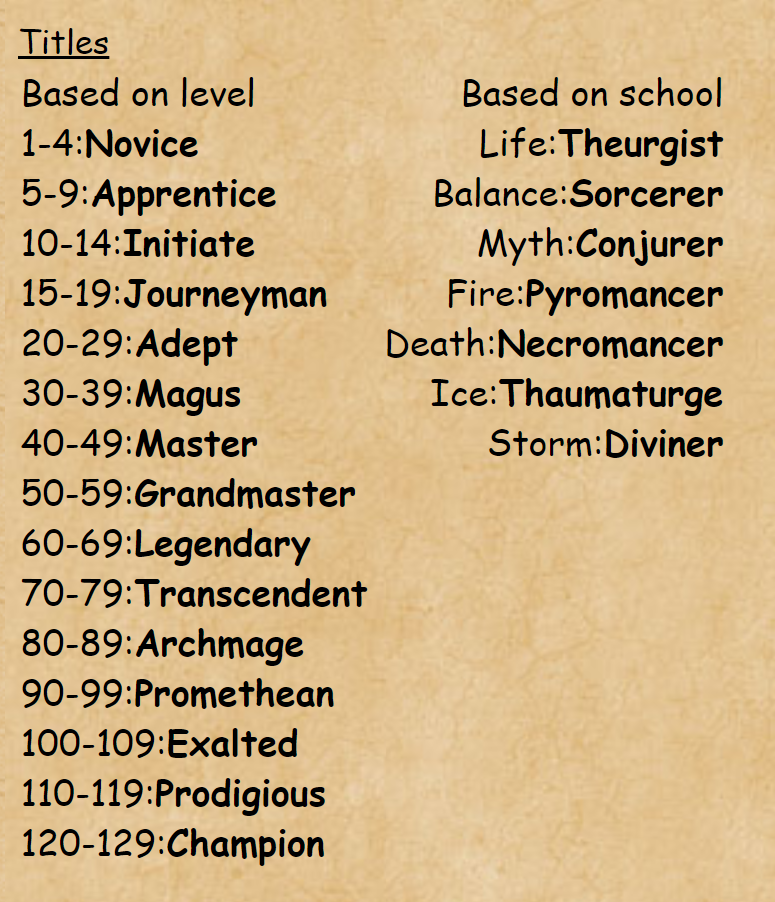 Titles
Based on level
1-4:Novice
5-9:Apprentice
10-14:Initiate
15-19:Journeyman
20-29:Adept
30-39:Magus
40-49:Master
50-59:Grandmaster
60-69:Legendary
70-79:Transcendent
80-89:Archmage
90-99:Promethean
100-109:Exalted
110-119:Prodigious
120-129:Champion
Based on school
Life:Theurgist
Balance:Sorcerer
Myth:Conjurer
Fire:Pyromancer
Death:Necromancer
Ice:Thaumaturge
Storm:Diviner